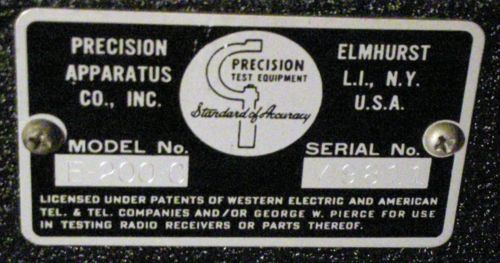 PRECISION
APPARATUS
CO., INC.
PRECISION
TEST EQUIPMENT
Standard of Accuracy
ELMHURST
L.I., N.Y.
U.S.A.
MODEL No.
E-200 C
SERIAL No.
LICENSED UNDER PATENTS OF WESTERN ELECTRIC AND AMERICAN
TEL. & TEL. COMPANIES AND/OR GEORGE W. PIERCE FOR USE
IN TESTING RADIO RECEIVERS OR PARTS THEREOF.